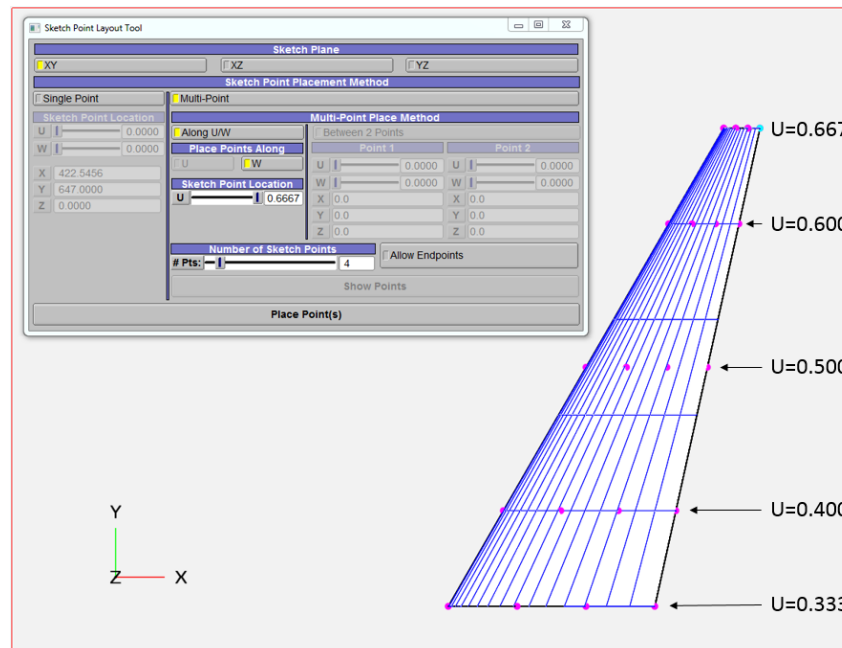 Sketch Point Layout Tool
Sketch Plane
XY XZ YZ
Sketch Point Placement Method
Single Point Multi-Point
Sketch Point Location
U 0.0000
W 0.0000
X 422.5456
Y 647.0000
Z 0.0000
Multi-Point Place Method
Along U/W Between 2 Points
Place Points Along
U W
Sketch Point Location
U 0.6667
Point 1 Point 2
U 0.0000 U 0.0000
W 0.0000 W 0.0000
X 0.0 X 0.0
Y 0.0 Y 0.0
Z 0.0 Z 0.0
Number of Sketch Points
# Pts: 4
Allow Endpoints
Show Points
Place Point(s)
U=0.667
U=0.600
U=0.500
U=0.400
U=0.333
Y
Z X